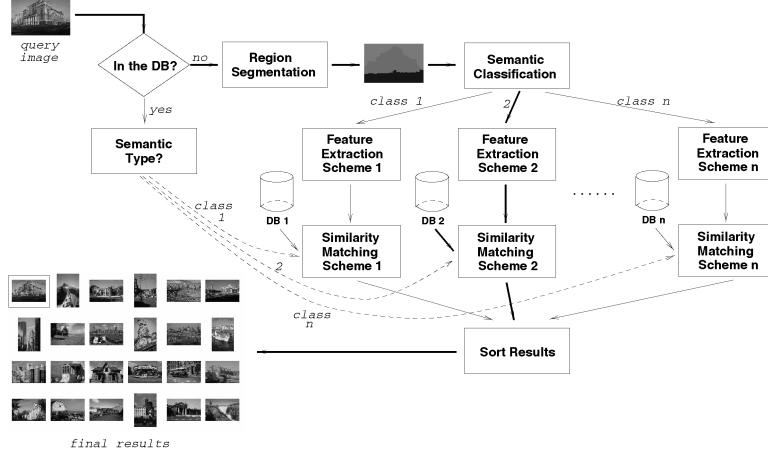 query
image
In the DB?
no
Region
Segmentation
Semantic
Classification
yes
class 1
2
class n
Semantic
Type?
Feature
Extraction
Scheme 1
Feature
Extraction
Scheme 2
Feature
Extraction
Scheme n
......
class
1
DB 1
DB 2
DB n
Similarity
Matching
Scheme 1
Similarity
Matching
Scheme 2
Similarity
Matching
Scheme n
2
class
n
Sort Results
final results